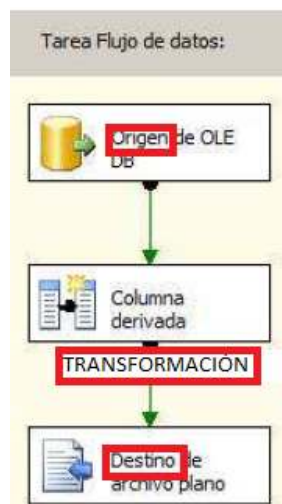 Tarea Flujo de datos:
Origen de OLE
DB
Columna
derivada
TRANSFORMACIÓN
Destino de
archivo plano